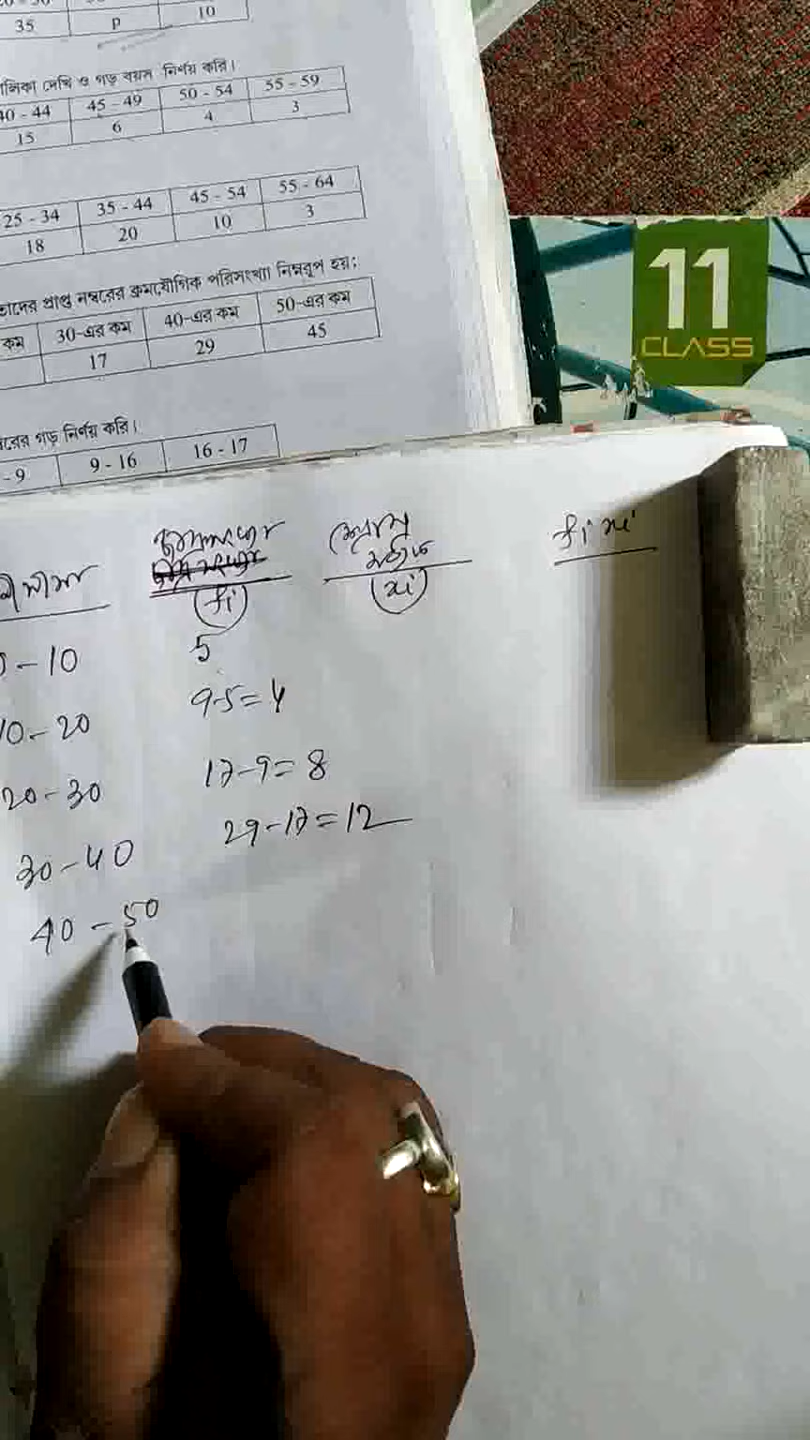 35 P 10
তালিকা দেখি ও গড় বয়স নির্ণয় করি।
40 - 44 45 - 49 50 - 54 55 - 59
15 6 4 3
25 - 34 35 - 44 45 - 54 55 - 64
18 20 10 3
তাদের প্রাপ্ত নম্বরের ক্রমযৌগিক পরিসংখ্যা নিম্নরূপ হয়:
কম 30-এর কম 40-এর কম 50-এর কম
17 29 45
গড় নির্ণয় করি।
- 9 9 - 16 16 - 17
11
CLASS
শ্রেণি fi xi
মধ্যক
(fi) (xi)
- 10 5
10 - 20 9-5=4
20 - 30 17-9=8
30 - 40 29-17=12
40 - 50